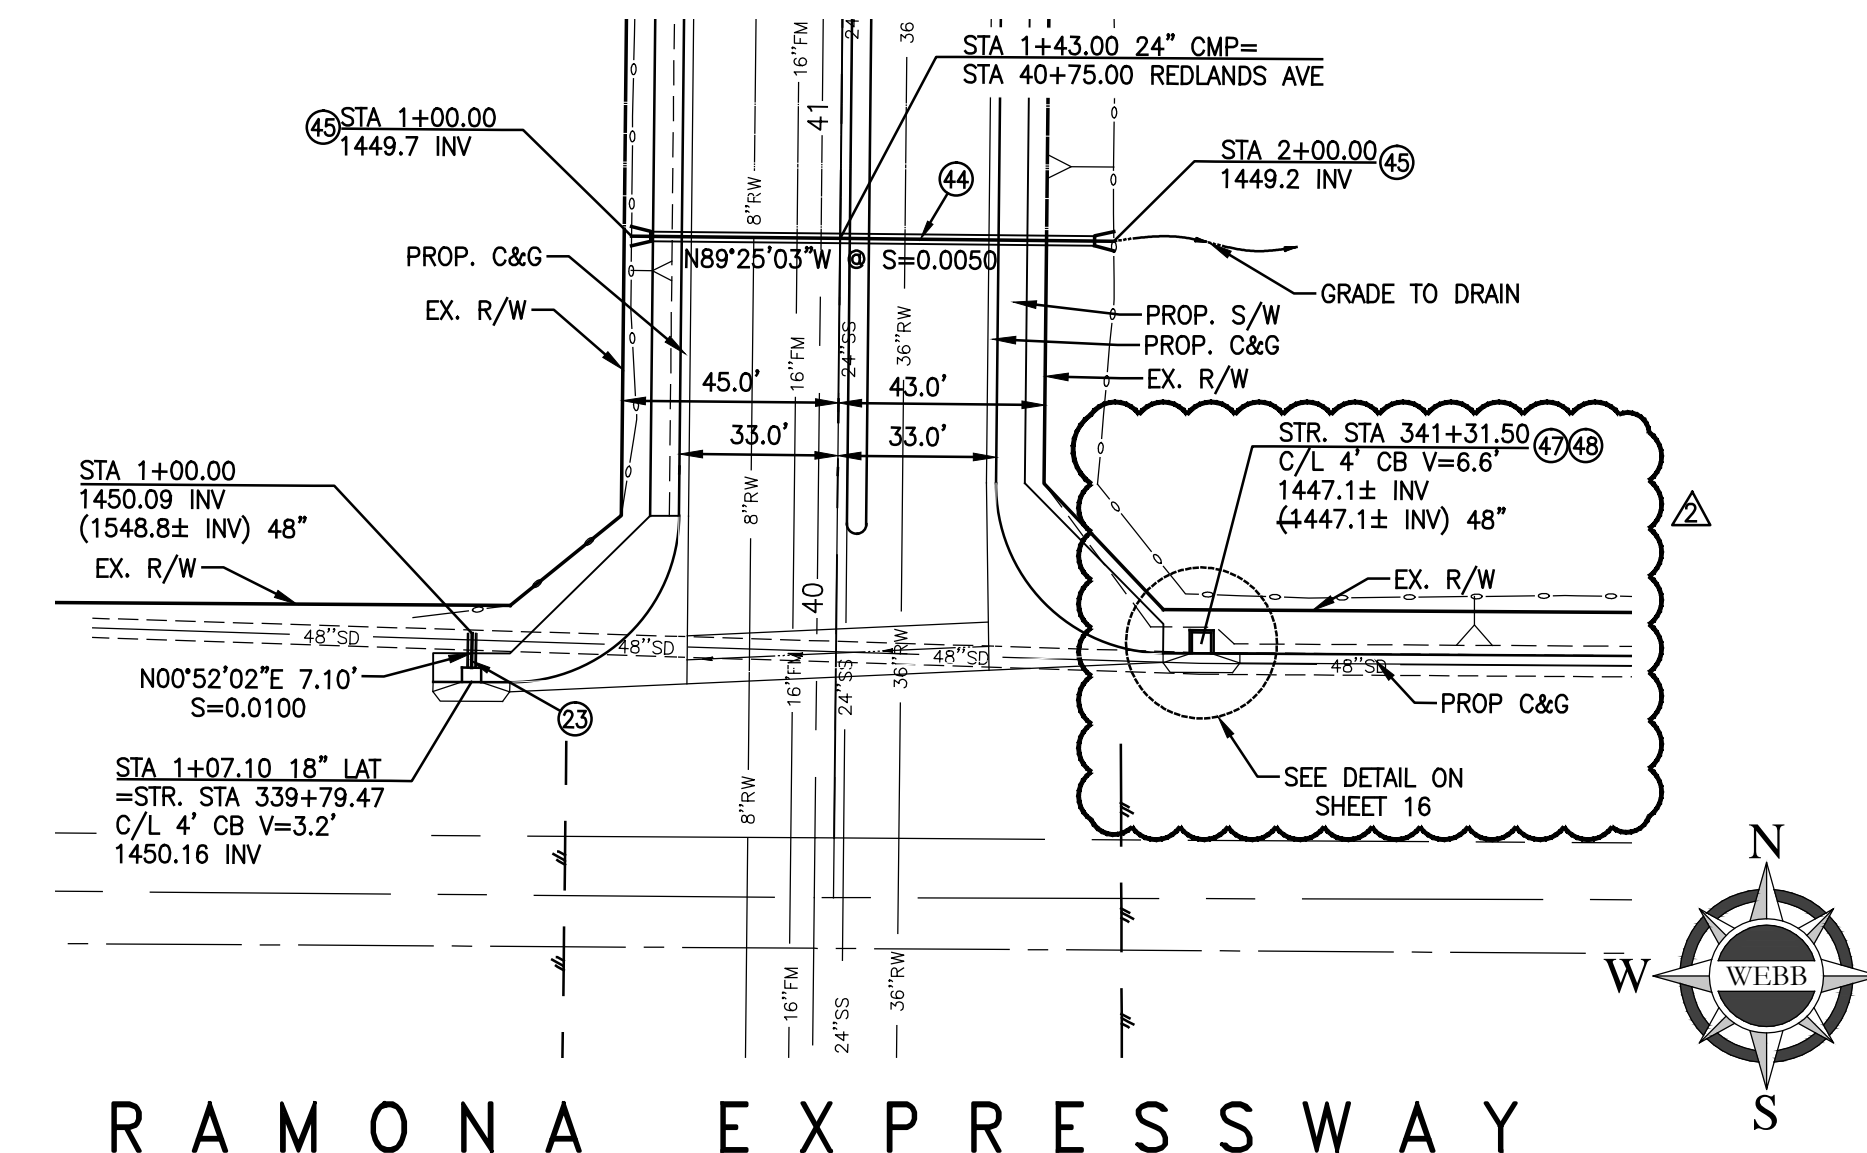 STA 1+43.00 24" CMP=
STA 40+75.00 REDLANDS AVE
16"FM
24
36
41
45
STA 1+00.00
1449.7 INV
STA 2+00.00
45
1449.2 INV
44
8"RW
PROP. C&G
N89°25'03"W @ S=0.0050
EX. R/W
GRADE TO DRAIN
PROP. S/W
PROP. C&G
EX. R/W
16"FM
24"SS
36"RW
45.0'
43.0'
33.0'
33.0'
STR. STA 341+31.50
47
48
C/L 4' CB V=6.6'
1447.1± INV
(1447.1± INV) 48"
2
STA 1+00.00
1450.09 INV
(1548.8± INV) 48"
EX. R/W
8"RW
EX. R/W
40
48"SD
48"SD
48"SD
48"SD
N00°52'02"E 7.10'
S=0.0100
16"FM
24"SS
36"RW
PROP C&G
23
STA 1+07.10 18" LAT
=STR. STA 339+79.47
C/L 4' CB V=3.2'
1450.16 INV
8"RW
SEE DETAIL ON
SHEET 16
16"FM
24"SS
36"RW
N
W
WEBB
S
RAMONA EXPRESSWAY